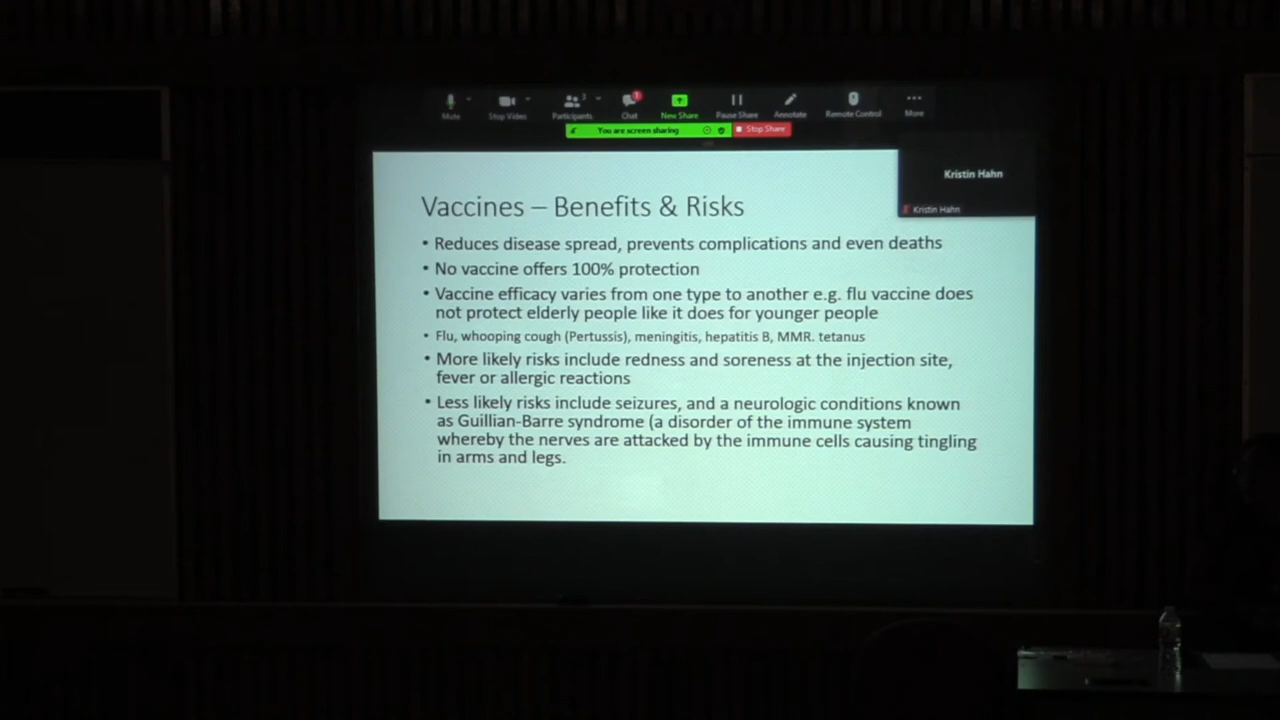 Mute
Stop Video
Participants
3
Chat
1
New Share
Pause Share
Annotate
Remote Control
More
You are screen sharing
Stop Share
Kristin Hahn
Kristin Hahn
Vaccines – Benefits & Risks
• Reduces disease spread, prevents complications and even deaths
• No vaccine offers 100% protection
• Vaccine efficacy varies from one type to another e.g. flu vaccine does
not protect elderly people like it does for younger people
• Flu, whooping cough (Pertussis), meningitis, hepatitis B, MMR. tetanus
• More likely risks include redness and soreness at the injection site,
fever or allergic reactions
• Less likely risks include seizures, and a neurologic conditions known
as Guillian-Barre syndrome (a disorder of the immune system
whereby the nerves are attacked by the immune cells causing tingling
in arms and legs.